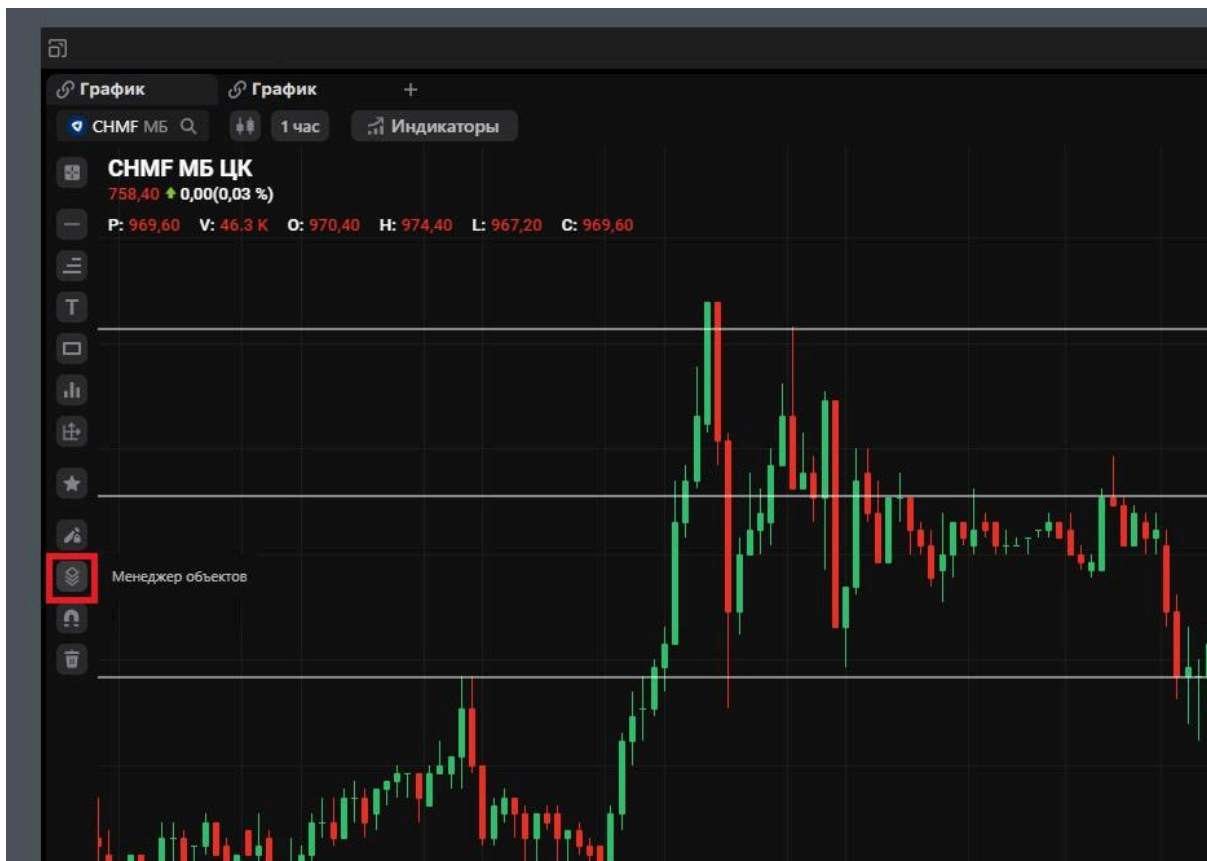 График График +
CHMF МБ 1 час Индикаторы
CHMF МБ ЦК
758,40 0,00(0,03 %)
P: 969,60 V: 46.3 K O: 970,40 H: 974,40 L: 967,20 C: 969,60
T
Менеджер объектов